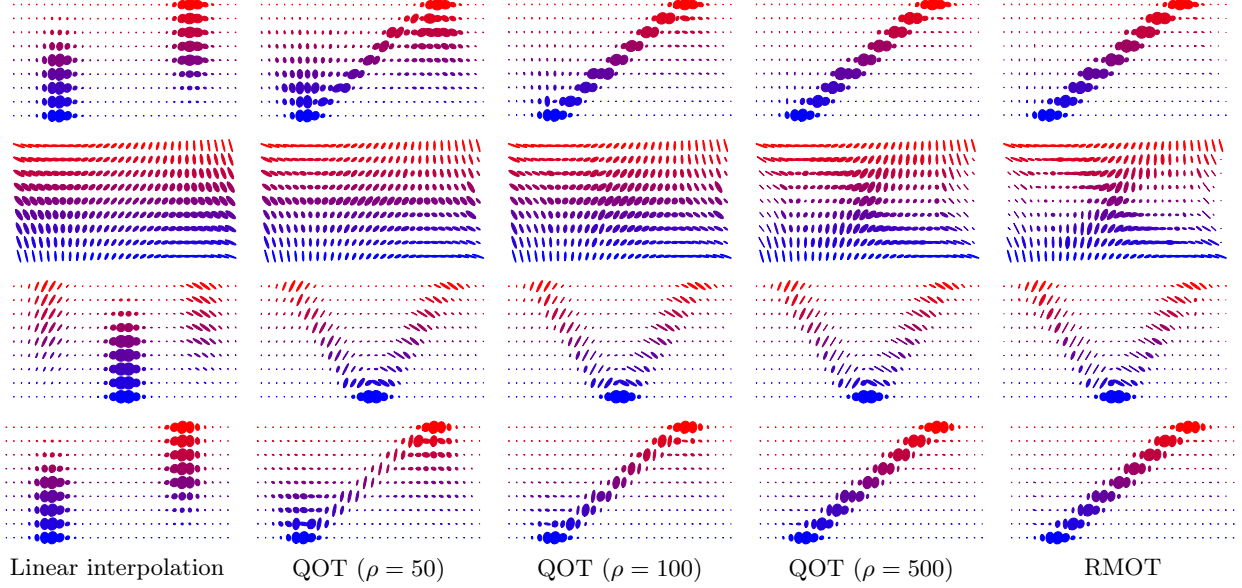 Linear interpolation QOT (ρ = 50) QOT (ρ = 100) QOT (ρ = 500) RMOT